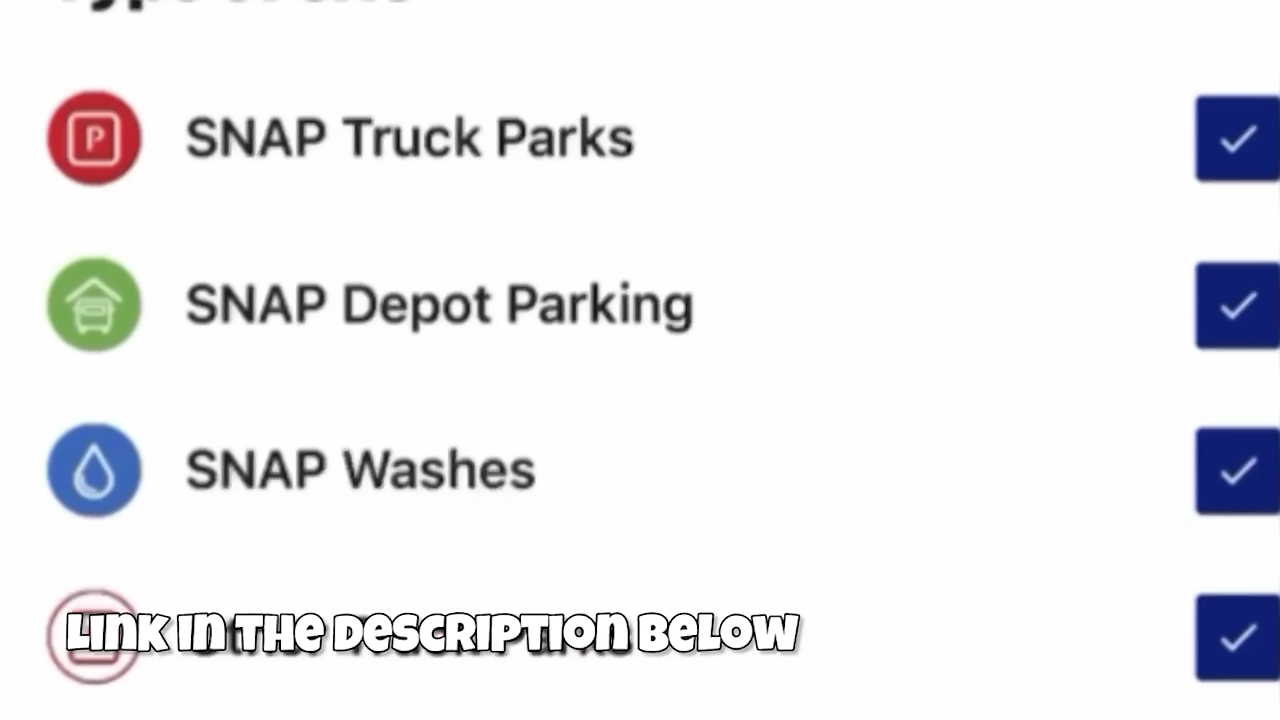 SNAP Truck Parks
P
SNAP Depot Parking
SNAP Washes
LINK IN THE DESCRIPTION BELOW